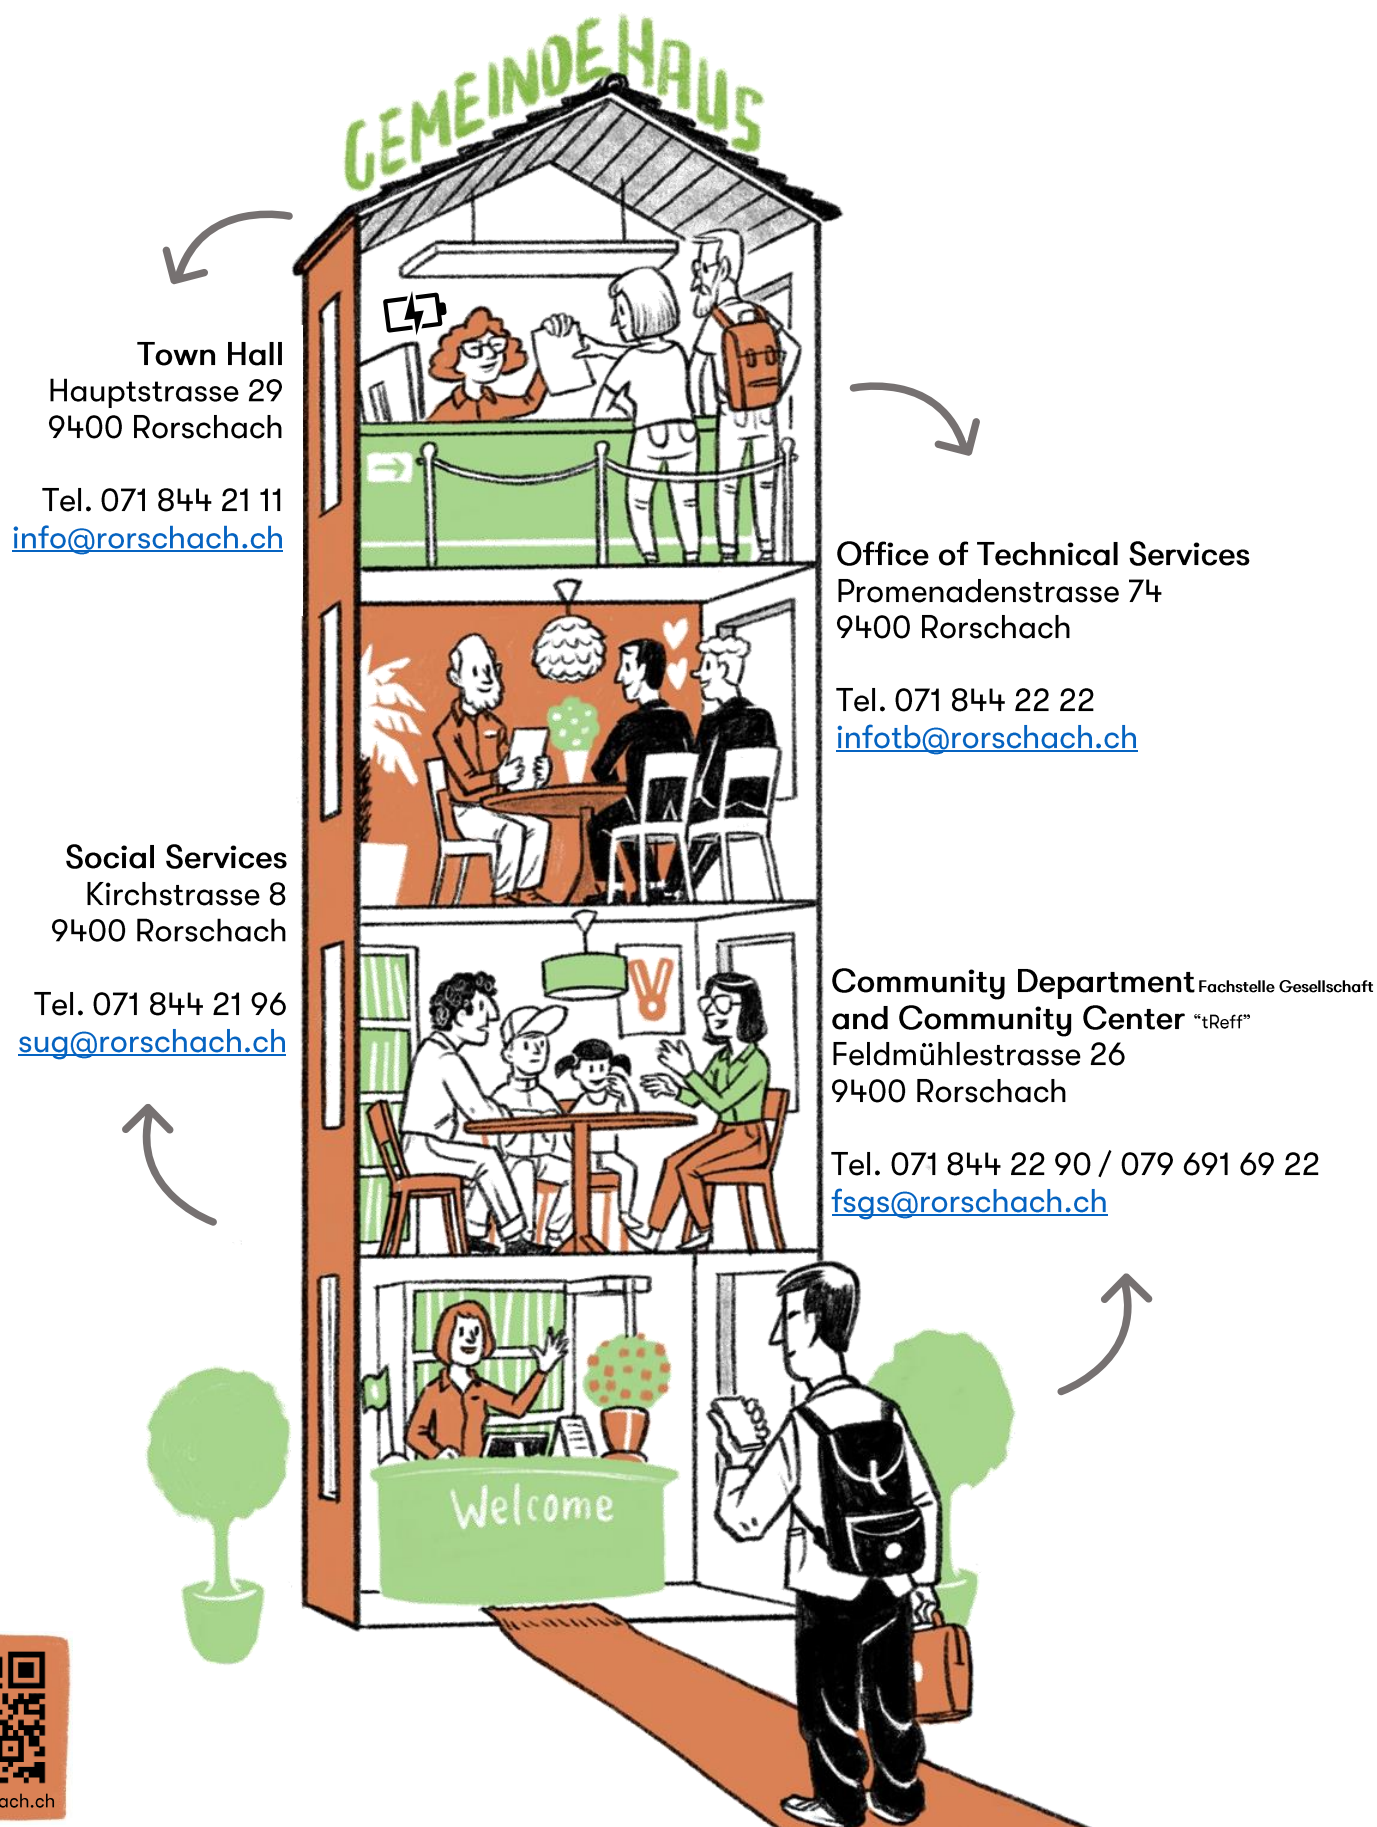 GEMEINDEHAUS
Town Hall
Hauptstrasse 29
9400 Rorschach
Tel. 071 844 21 11
info@rorschach.ch
Office of Technical Services
Promenadenstrasse 74
9400 Rorschach
Tel. 071 844 22 22
infotb@rorschach.ch
Social Services
Kirchstrasse 8
9400 Rorschach
Tel. 071 844 21 96
sug@rorschach.ch
Community Department Fachstelle Gesellschaft
and Community Center “tReff”
Feldmühlestrasse 26
9400 Rorschach
Tel. 071 844 22 90 / 079 691 69 22
fsgs@rorschach.ch
Welcome
ach.ch